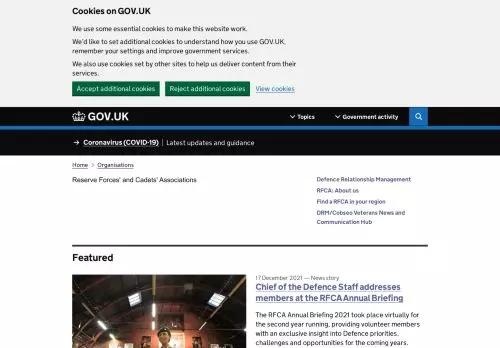 Cookies on GOV.UK
We use some essential cookies to make this website work.
We'd like to set additional cookies to understand how you use GOV.UK,
remember your settings and improve government services.
We also use cookies set by other sites to help us deliver content from their
services.
Accept additional cookies Reject additional cookies View cookies
GOV.UK Topics Government activity
→ Coronavirus (COVID-19) | Latest updates and guidance
Home > Organisations
Reserve Forces' and Cadets' Associations
Defence Relationship Management
RFCA: About us
Find a RFCA in your region
DRM/Cobseo Veterans News and
Communication Hub
Featured
17 December 2021 — News story
Chief of the Defence Staff addresses
members at the RFCA Annual Briefing
The RFCA Annual Briefing 2021 took place virtually for
the second year running, providing volunteer members
with an exclusive insight into Defence priorities,
challenges and opportunities for the coming years.